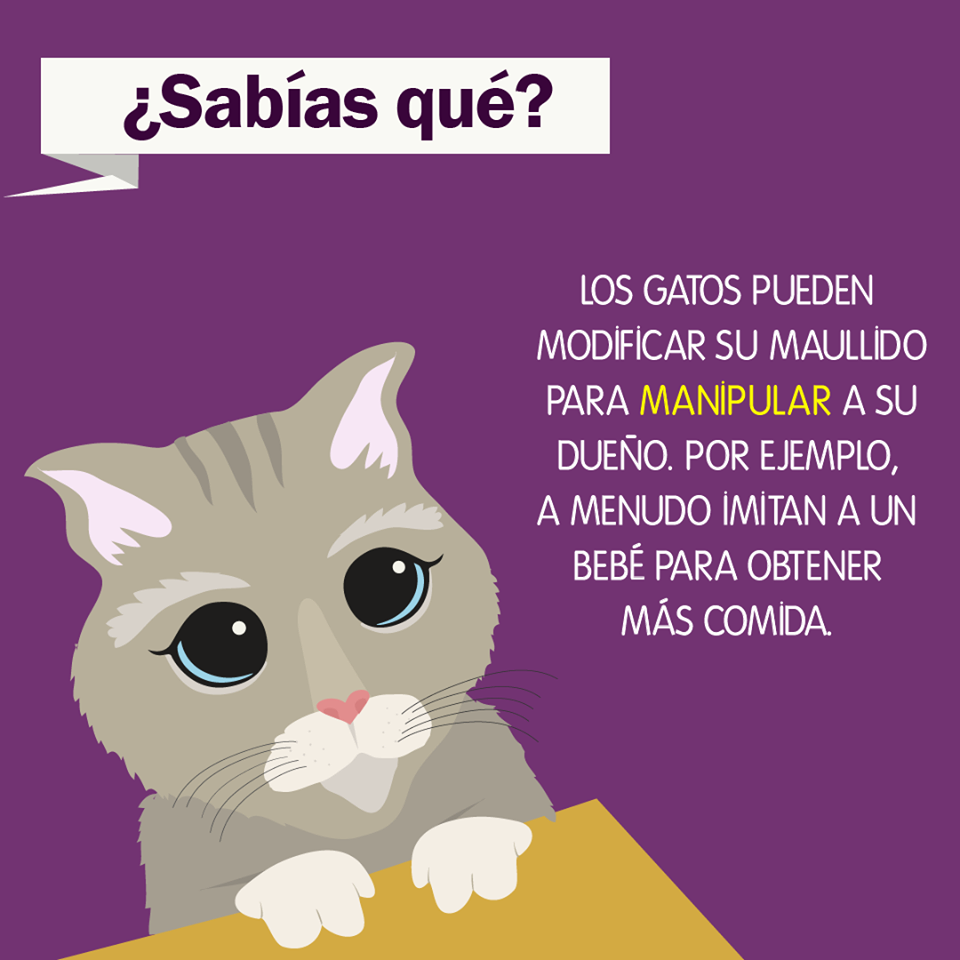 ¿Sabías qué?
LOS GATOS PUEDEN
MODIFICAR SU MAULLIDO
PARA MANIPULAR A SU
DUEÑO. POR EJEMPLO,
A MENUDO IMITAN A UN
BEBÉ PARA OBTENER
MÁS COMIDA.